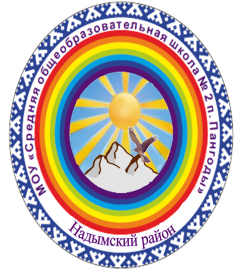 МОУ «Средняя общеобразовательная школа № 2 п. Пангоды»
Надымский район